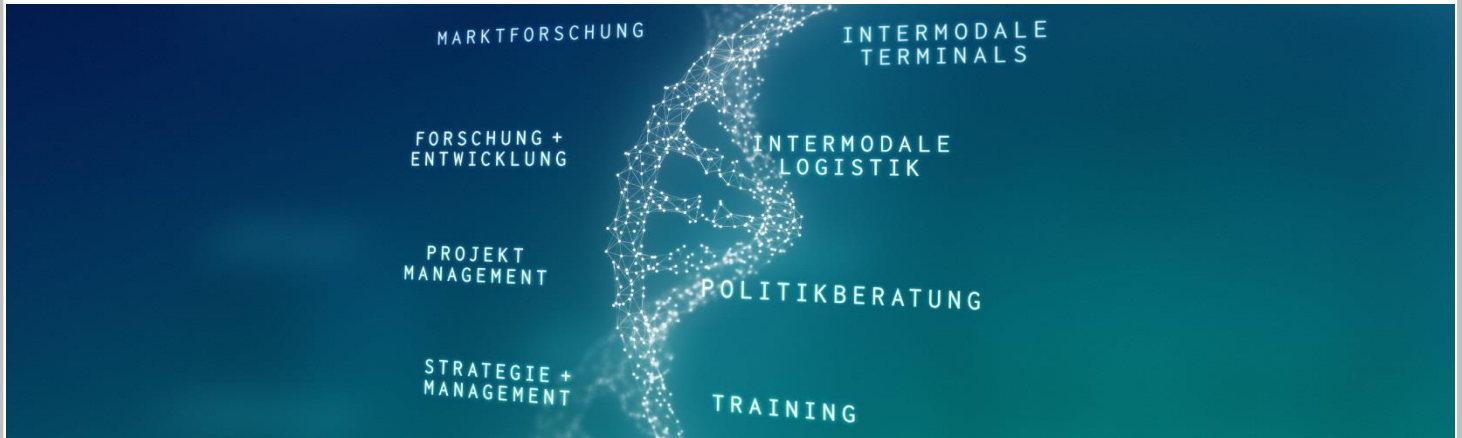 MARKTFORSCHUNG
INTERMODALE
TERMINALS
FORSCHUNG +
ENTWICKLUNG
INTERMODALE
LOGISTIK
PROJEKT
MANAGEMENT
POLITIKBERATUNG
STRATEGIE +
MANAGEMENT
TRAINING